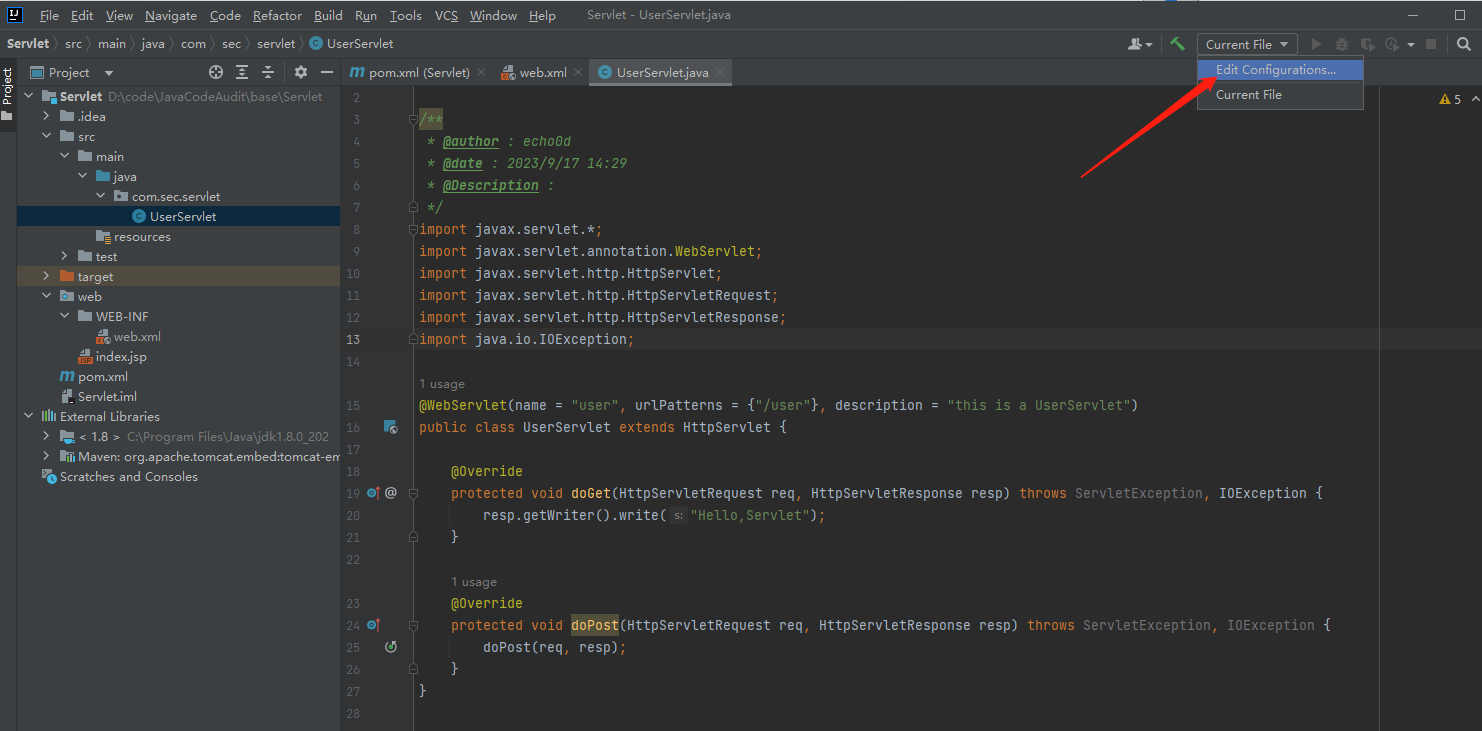 File Edit View Navigate Code Refactor Build Run Tools VCS Window Help Servlet - UserServlet.java
Servlet src main java com sec servlet UserServlet Current File
Edit Configurations...
Current File
Project
Project
pom.xml (Servlet) web.xml UserServlet.java
Servlet D:\code\JavaCodeAudit\base\Servlet
.idea
src
main
java
com.sec.servlet
UserServlet
resources
test
target
web
WEB-INF
web.xml
index.jsp
pom.xml
Servlet.iml
External Libraries
< 1.8 > C:\Program Files\Java\jdk1.8.0_202
Maven: org.apache.tomcat.embed:tomcat-em
Scratches and Consoles
5
2
3 /**
4 * @author : echo0d
5 * @date : 2023/9/17 14:29
6 * @Description :
7 */
8 import javax.servlet.*;
9 import javax.servlet.annotation.WebServlet;
10 import javax.servlet.http.HttpServlet;
11 import javax.servlet.http.HttpServletRequest;
12 import javax.servlet.http.HttpServletResponse;
13 import java.io.IOException;
14
1 usage
15 @WebServlet(name = "user", urlPatterns = {"/user"}, description = "this is a UserServlet")
16 public class UserServlet extends HttpServlet {
17
18 @Override
19 @ protected void doGet(HttpServletRequest req, HttpServletResponse resp) throws ServletException, IOException {
20 resp.getWriter().write( s: "Hello,Servlet");
21 }
22
1 usage
23 @Override
24 protected void doPost(HttpServletRequest req, HttpServletResponse resp) throws ServletException, IOException {
25 doPost(req, resp);
26 }
27 }
28